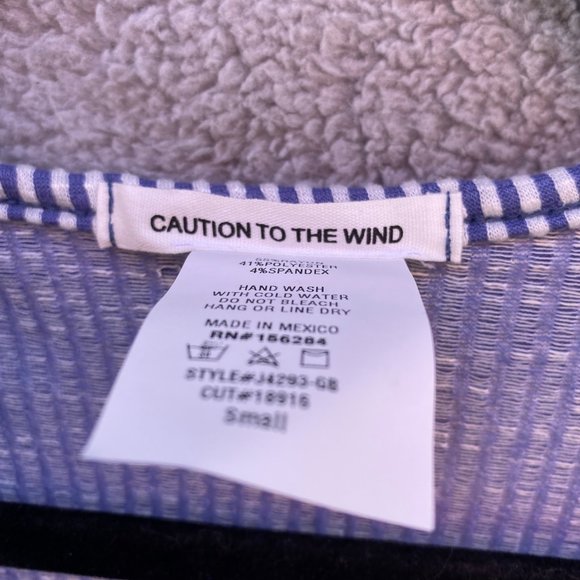 CAUTION TO THE WIND
41%POLYESTER
4%SPANDEX
HAND WASH
WITH COLD WATER
DO NOT BLEACH
HANG OR LINE DRY
MADE IN MEXICO
RN#156284
STYLE#J4293-GB
CUT#18916
Small